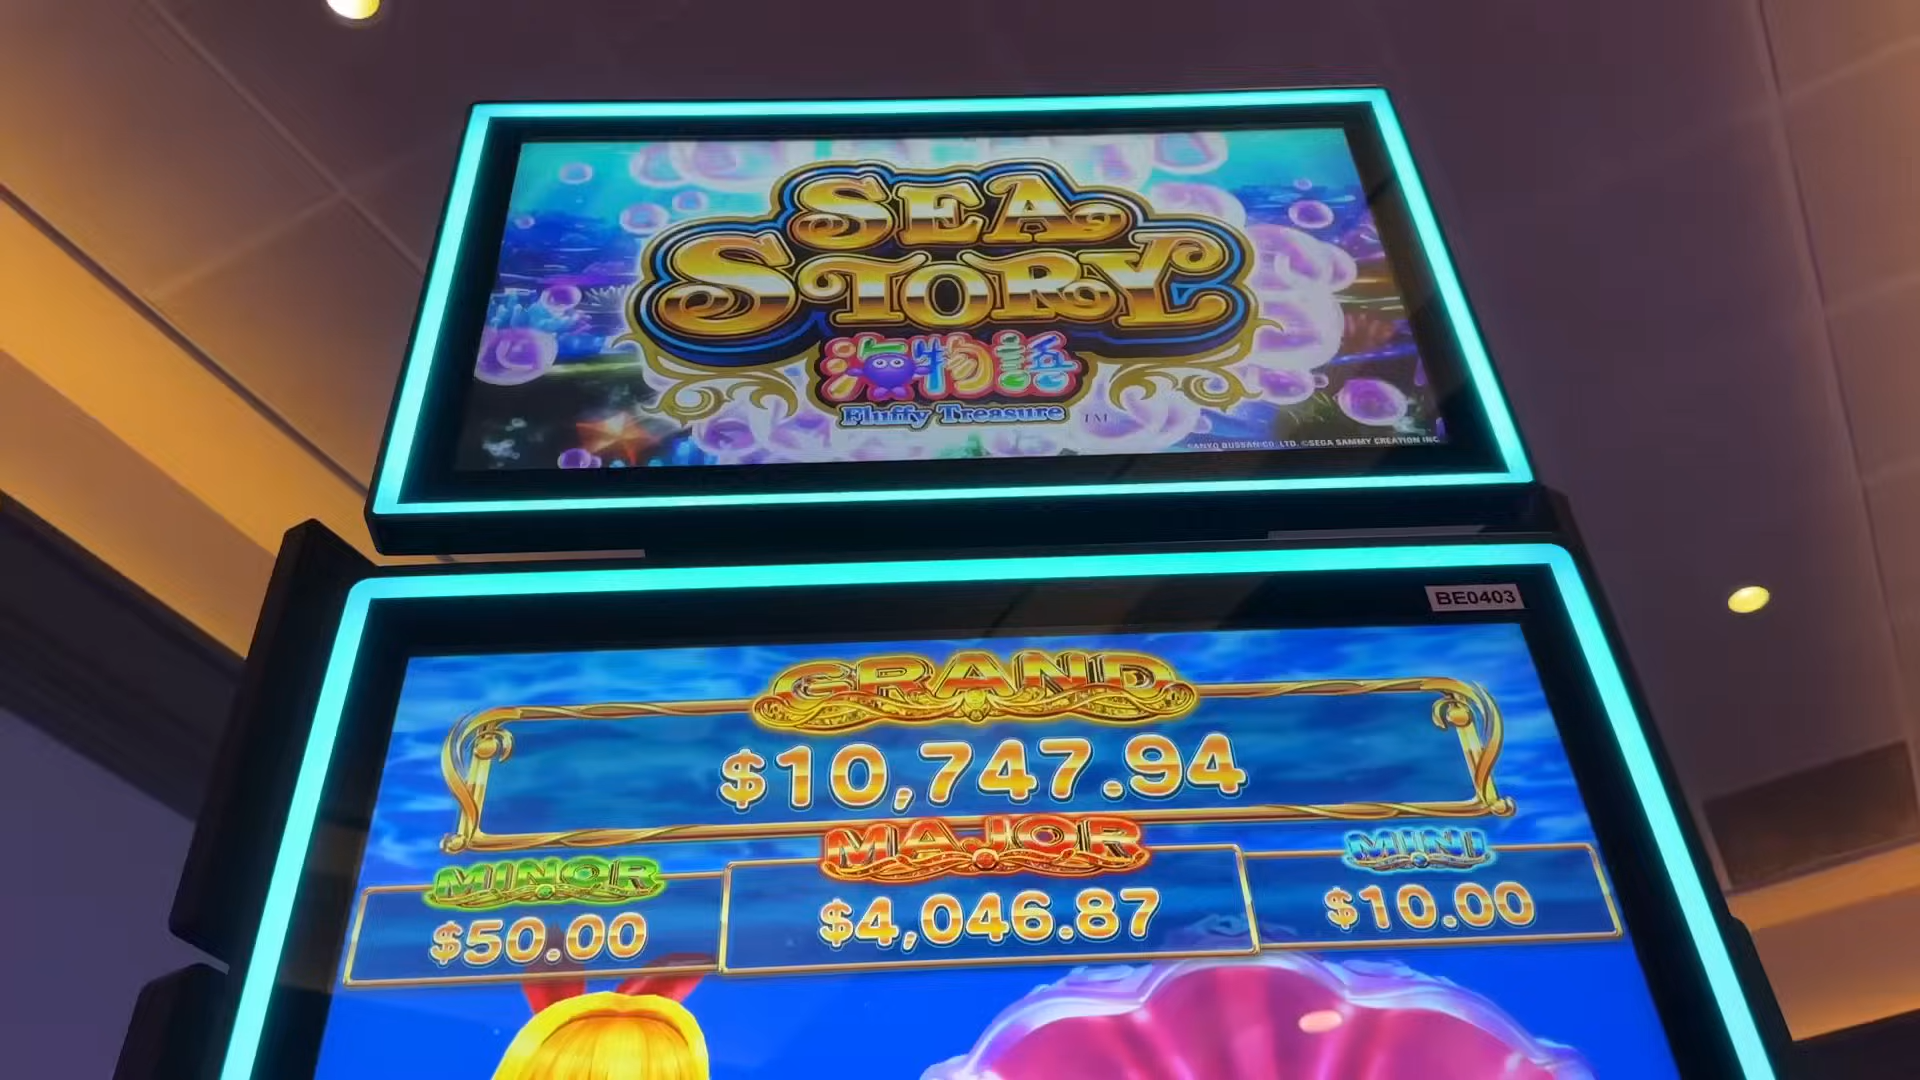 SEA
STORY
海物語
Fluffy Treasure TM
SANYO BUSSAN CO., LTD. ©SEGA SAMMY CREATION INC.
BE0403
GRAND
$10,747.94
MINOR
$50.00
MAJOR
$4,046.87
MINI
$10.00